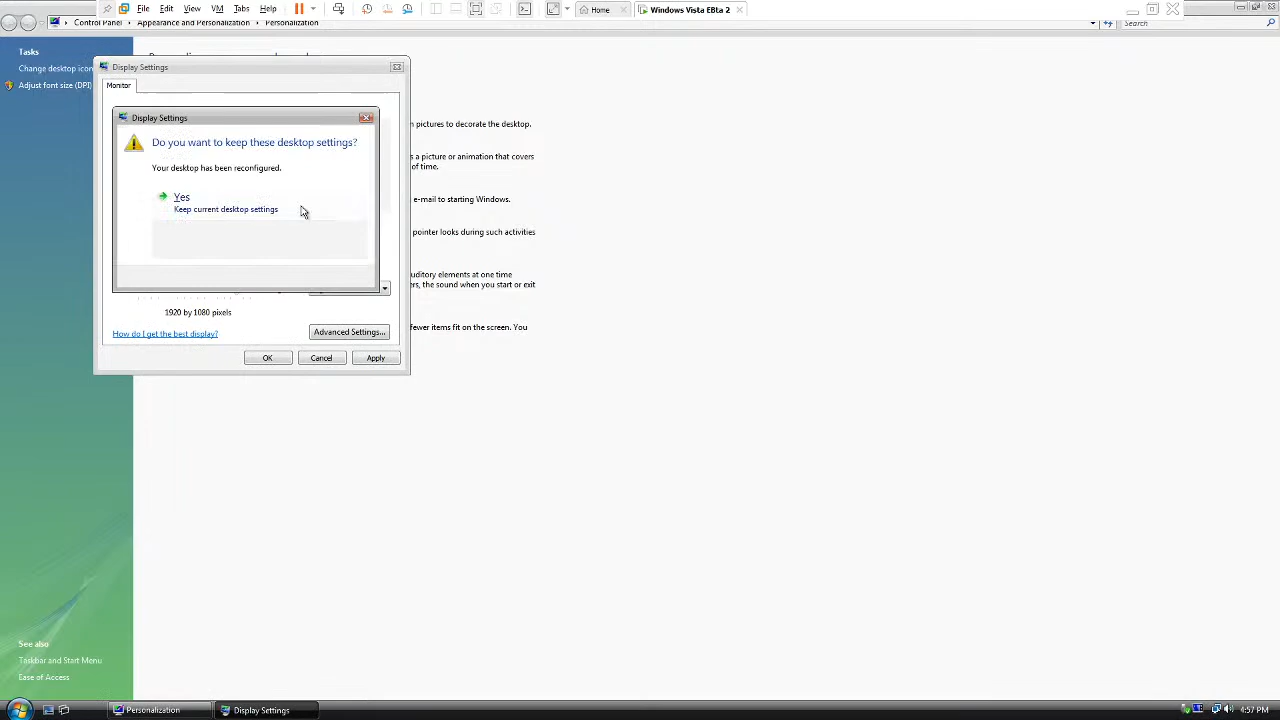 File Edit View VM Tabs Help
Home
Windows Vista EBta 2
Control Panel
Appearance and Personalization
Personalization
Search
Tasks
Change desktop icon
Adjust font size (DPI)
Display Settings
Monitor
Display Settings
Do you want to keep these desktop settings?
Your desktop has been reconfigured.
Yes
Keep current desktop settings
n pictures to decorate the desktop.
s a picture or animation that covers
of time.
e-mail to starting Windows.
pointer looks during such activities
uditory elements at one time
rs, the sound when you start or exit
fewer items fit on the screen. You
1920 by 1080 pixels
How do I get the best display?
Advanced Settings...
OK
Cancel
Apply
See also
Taskbar and Start Menu
Ease of Access
Personalization
Display Settings
4:57 PM